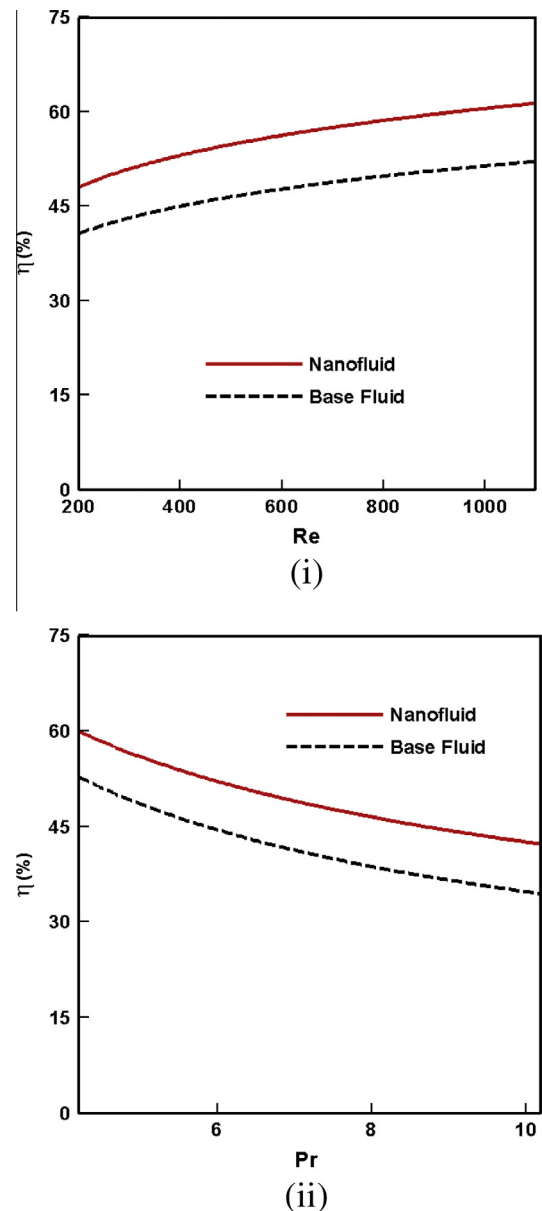 75
60
45
30
15
0
η (%)
Nanofluid
Base Fluid
200 400 600 800 1000
Re
(i)
75
60
45
30
15
0
η (%)
Nanofluid
Base Fluid
6 8 10
Pr
(ii)